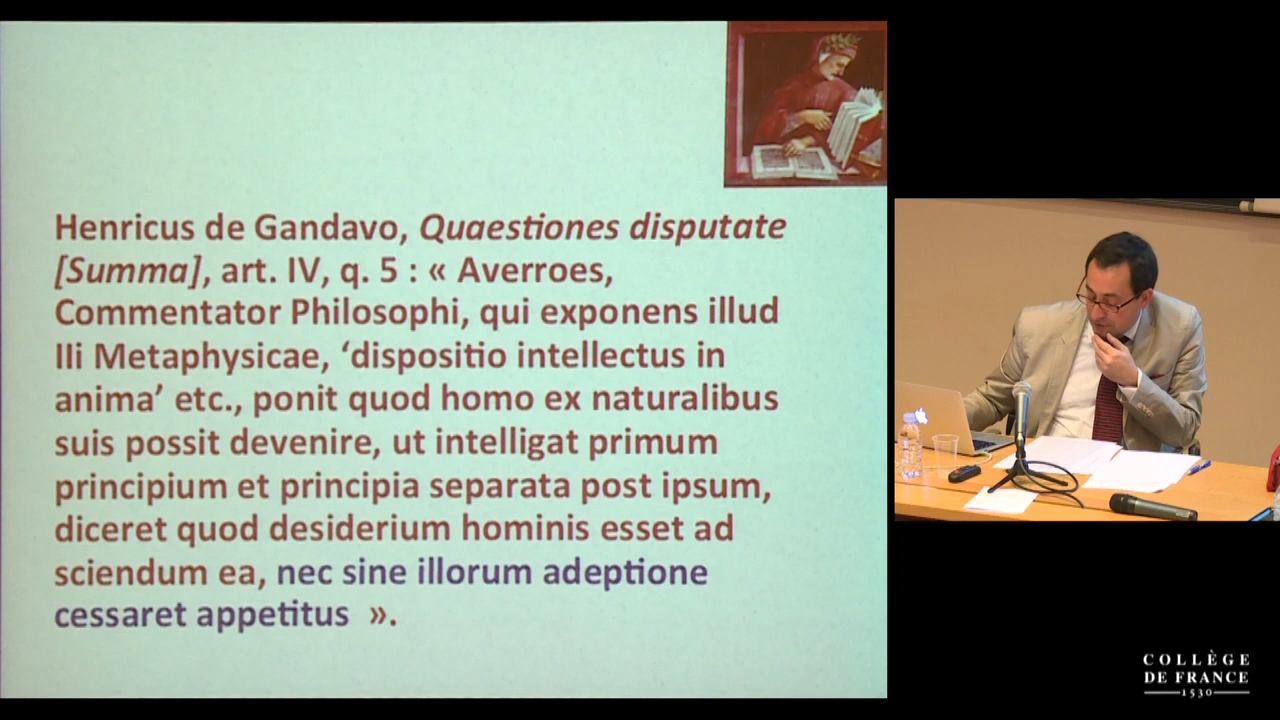 Henricus de Gandavo, Quaestiones disputate
[Summa], art. IV, q. 5 : « Averroes,
Commentator Philosophi, qui exponens illud
IIi Metaphysicae, ‘dispositio intellectus in
anima’ etc., ponit quod homo ex naturalibus
suis possit devenire, ut intelligat primum
principium et principia separata post ipsum,
diceret quod desiderium hominis esset ad
sciendum ea, nec sine illorum adeptione
cessaret appetitus ».
COLLÈGE
DE FRANCE
1530